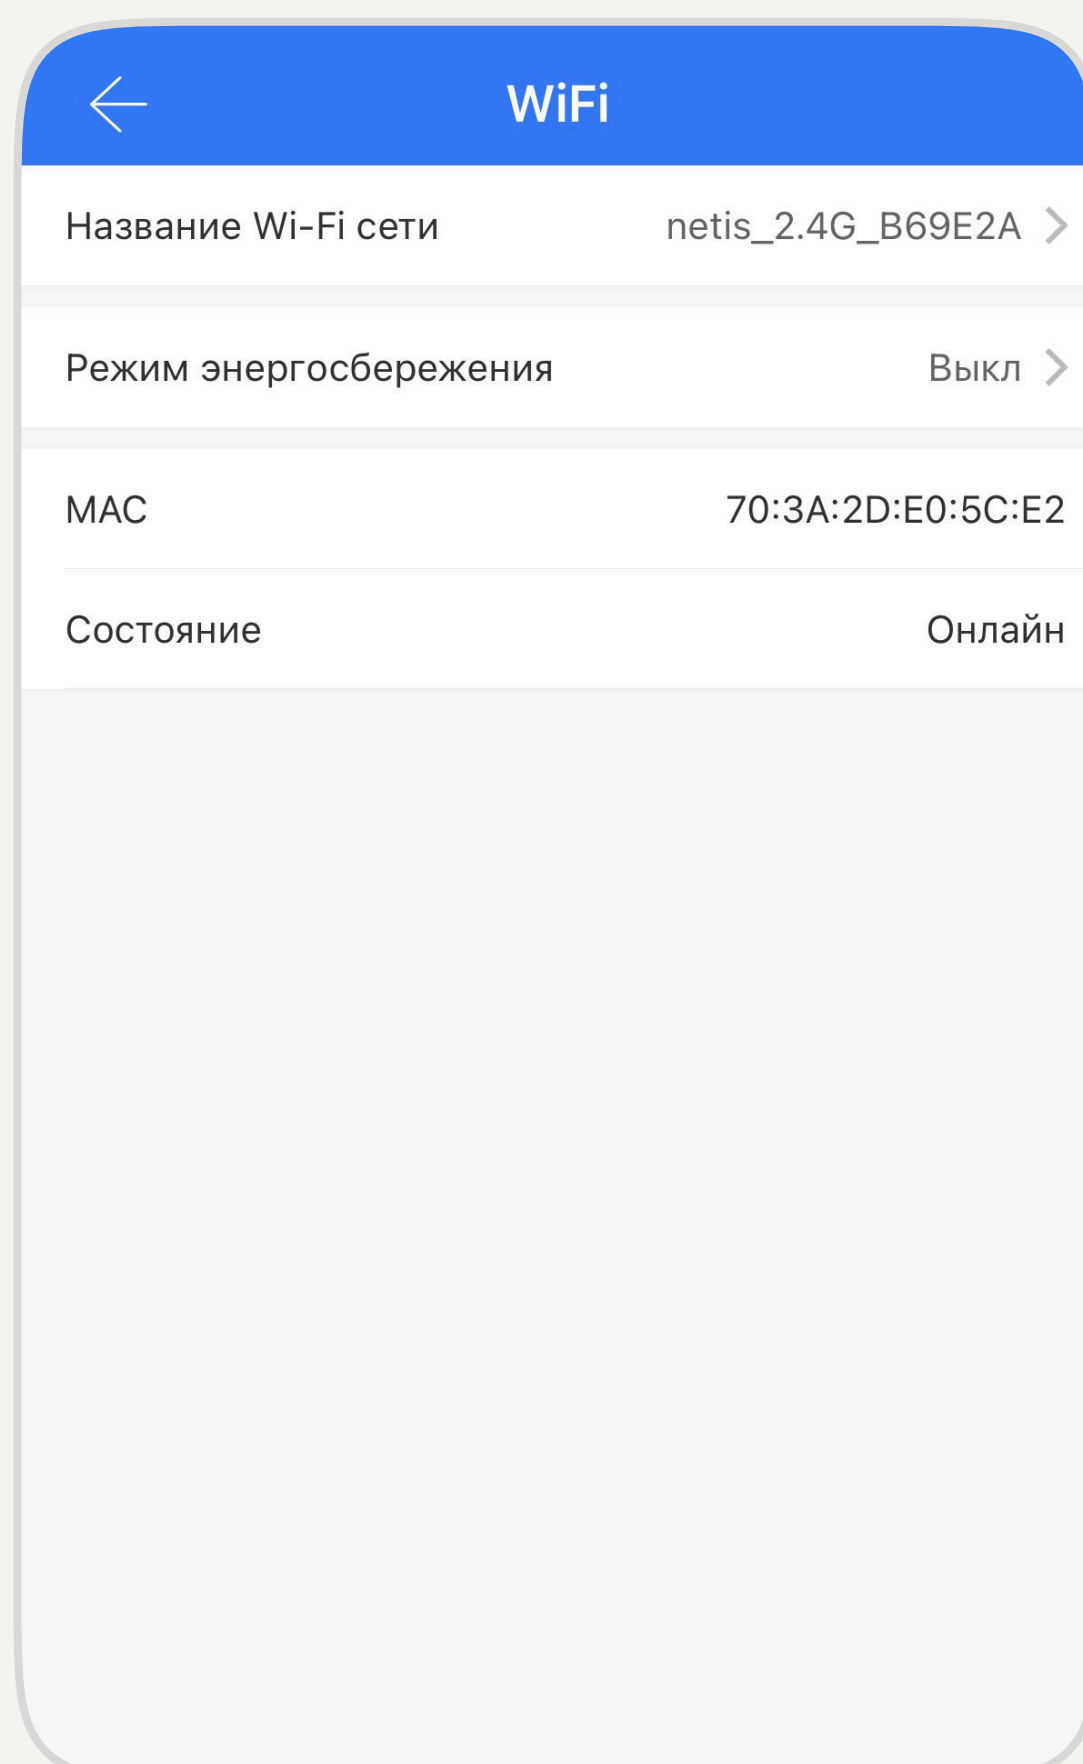 WiFi
Название Wi-Fi сети netis_2.4G_B69E2A
Режим энергосбережения Выкл
MAC 70:3A:2D:E0:5C:E2
Состояние Онлайн